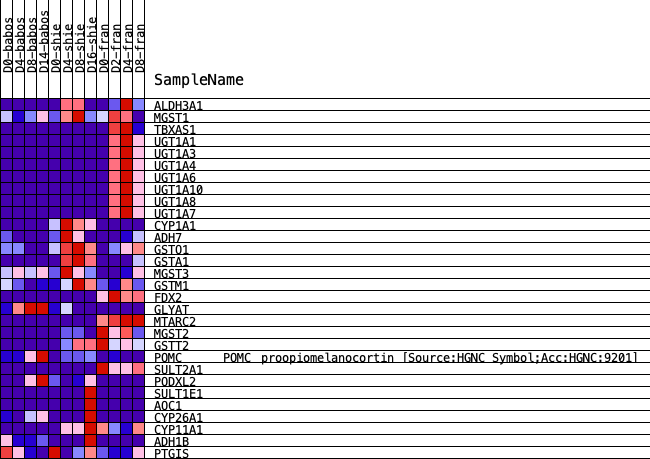 D0-babos
D4-babos
D8-babos
D14-babos
D0-shie
D4-shie
D8-shie
D16-shie
D0-fran
D2-fran
D4-fran
D8-fran
SampleName
ALDH3A1
MGST1
TBXAS1
UGT1A1
UGT1A3
UGT1A4
UGT1A6
UGT1A10
UGT1A8
UGT1A7
CYP1A1
ADH7
GSTO1
GSTA1
MGST3
GSTM1
FDX2
GLYAT
MTARC2
MGST2
GSTT2
POMC POMC proopiomelanocortin [Source:HGNC Symbol;Acc:HGNC:9201]
SULT2A1
PODXL2
SULT1E1
AOC1
CYP26A1
CYP11A1
ADH1B
PTGIS